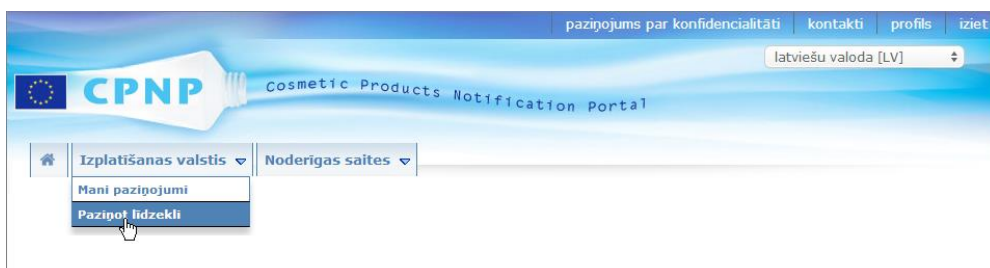 paziņojums par konfidencialitāti kontakti profils iziet
latviešu valoda [LV]
CPNP Cosmetic Products Notification Portal
Izplatīšanas valstis Noderīgas saites
Mani paziņojumi
Paziņot līdzekli